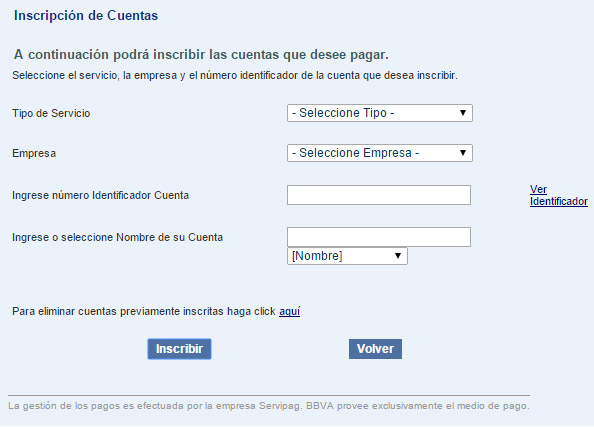 Inscripción de Cuentas
A continuación podrá inscribir las cuentas que desee pagar.
Seleccione el servicio, la empresa y el número identificador de la cuenta que desea inscribir.
Tipo de Servicio
- Seleccione Tipo -
Empresa
- Seleccione Empresa -
Ingrese número Identificador Cuenta
Ver
Identificador
Ingrese o seleccione Nombre de su Cuenta
[Nombre]
Para eliminar cuentas previamente inscritas haga click aquí
Inscribir
Volver
La gestión de los pagos es efectuada por la empresa Servipag. BBVA provee exclusivamente el medio de pago.